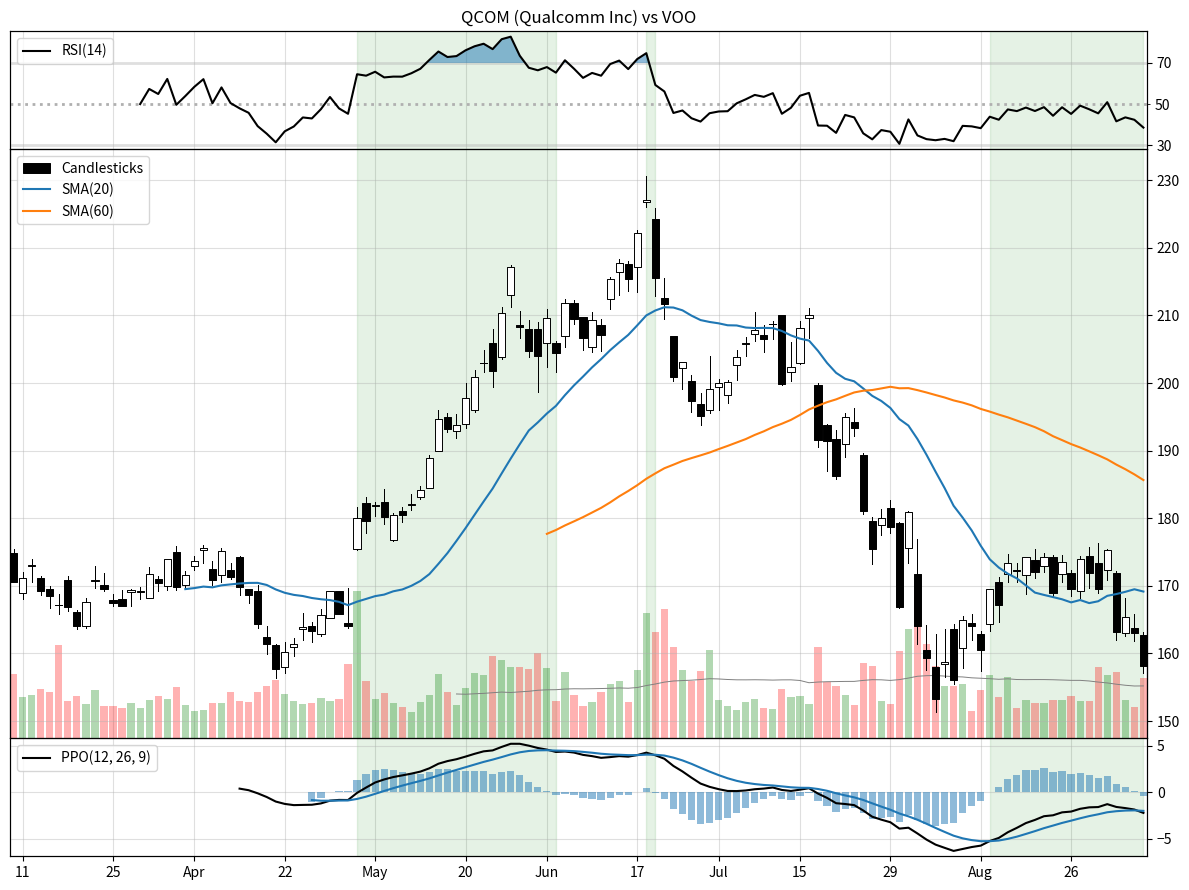 QCOM (Qualcomm Inc) vs VOO
RSI(14)
70
50
30
Candlesticks
SMA(20)
SMA(60)
230
220
210
200
190
180
170
160
150
PPO(12, 26, 9)
5
0
−5
11 25 Apr 22 May 20 Jun 17 Jul 15 29 Aug 26